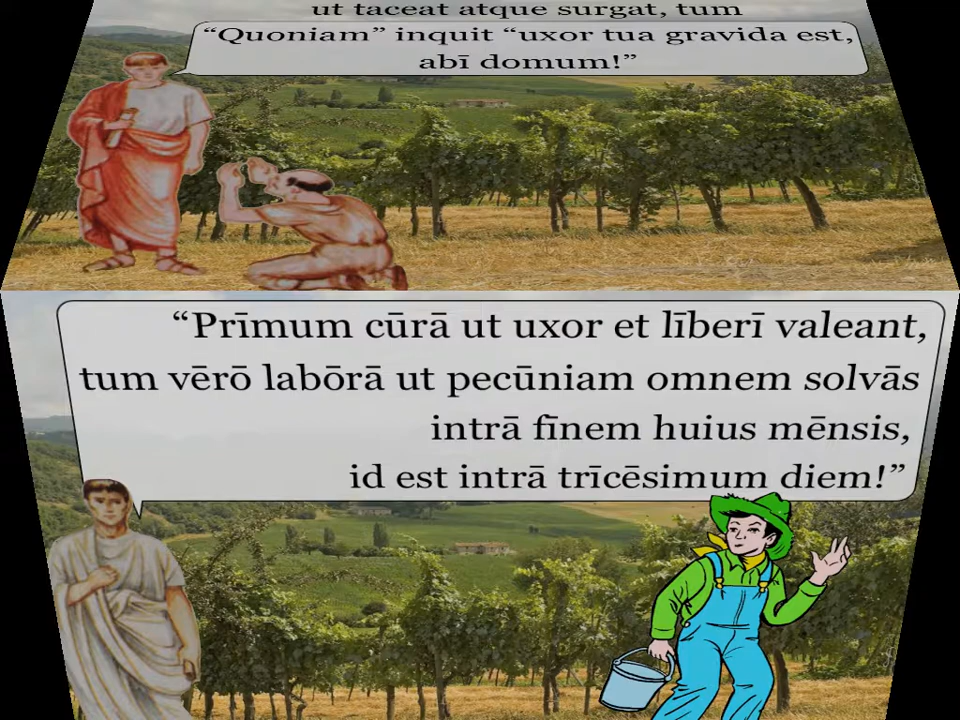 ut taceat atque surgat, tum
“Quoniam” inquit “uxor tua gravida est,
abī domum!”
“Prīmum cūrā ut uxor et līberī valeant,
tum vērō labōrā ut pecūniam omnem solvās
intrā fīnem huius mēnsis,
id est intrā trīcēsimum diem!”